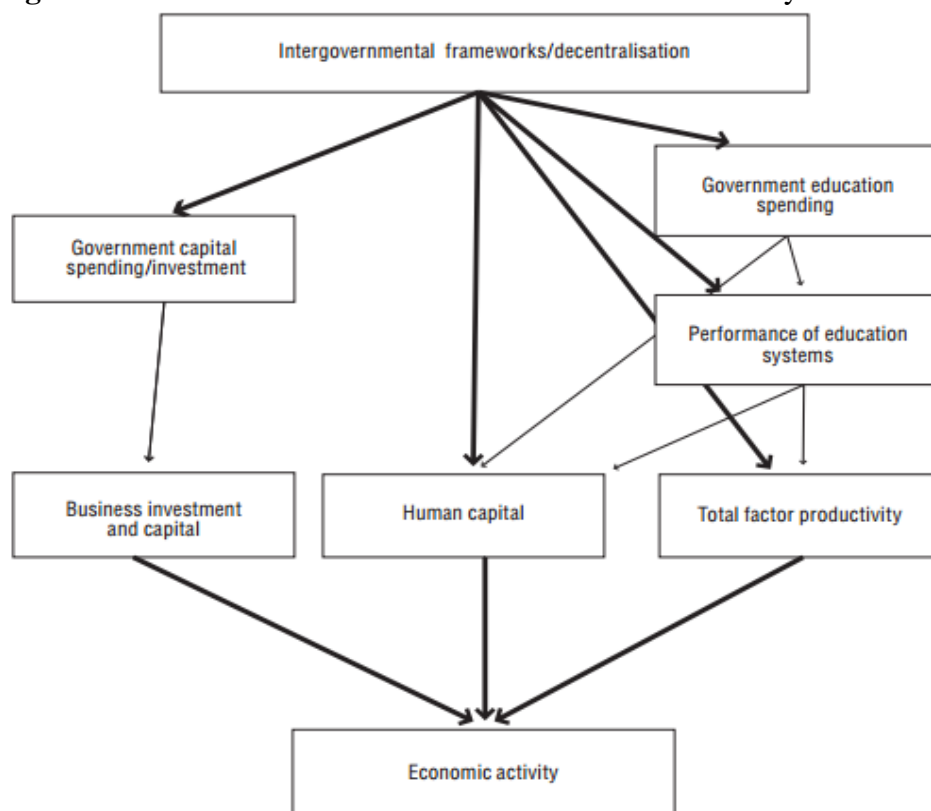 Intergovernmental frameworks/decentralisation
Government education
spending
Government capital
spending/investment
Performance of education
systems
Business investment
and capital
Human capital
Total factor productivity
Economic activity